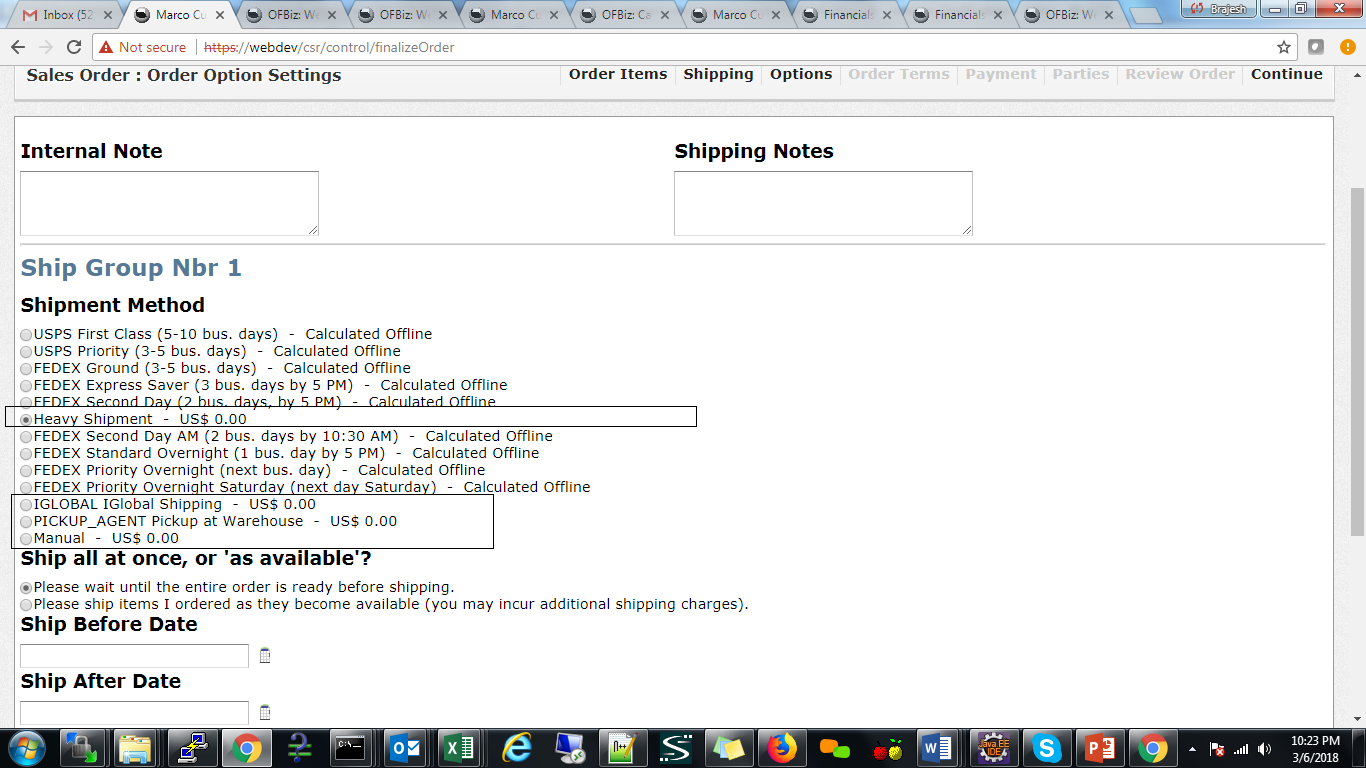 Inbox (52
Marco Cu
OFBiz: We
OFBiz: We
Marco Cu
OFBiz: Ca
Marco Ca
Financials
Financials
OFBiz: We
Brajesh
Not secure https://webdev/csr/control/finalizeOrder
Sales Order : Order Option Settings
Order Items Shipping Options Order Terms Payment Parties Review Order Continue
Internal Note Shipping Notes
Ship Group Nbr 1
Shipment Method
USPS First Class (5-10 bus. days) - Calculated Offline
USPS Priority (3-5 bus. days) - Calculated Offline
FEDEX Ground (3-5 bus. days) - Calculated Offline
FEDEX Express Saver (3 bus. days by 5 PM) - Calculated Offline
FEDEX Second Day (2 bus. days, by 5 PM) - Calculated Offline
Heavy Shipment - US$ 0.00
FEDEX Second Day AM (2 bus. days by 10:30 AM) - Calculated Offline
FEDEX Standard Overnight (1 bus. day by 5 PM) - Calculated Offline
FEDEX Priority Overnight (next bus. day) - Calculated Offline
FEDEX Priority Overnight Saturday (next day Saturday) - Calculated Offline
IGLOBAL IGlobal Shipping - US$ 0.00
PICKUP_AGENT Pickup at Warehouse - US$ 0.00
Manual - US$ 0.00
Ship all at once, or 'as available'?
Please wait until the entire order is ready before shipping.
Please ship items I ordered as they become available (you may incur additional shipping charges).
Ship Before Date
Ship After Date
Java EE
IDE
10:23 PM
3/6/2018